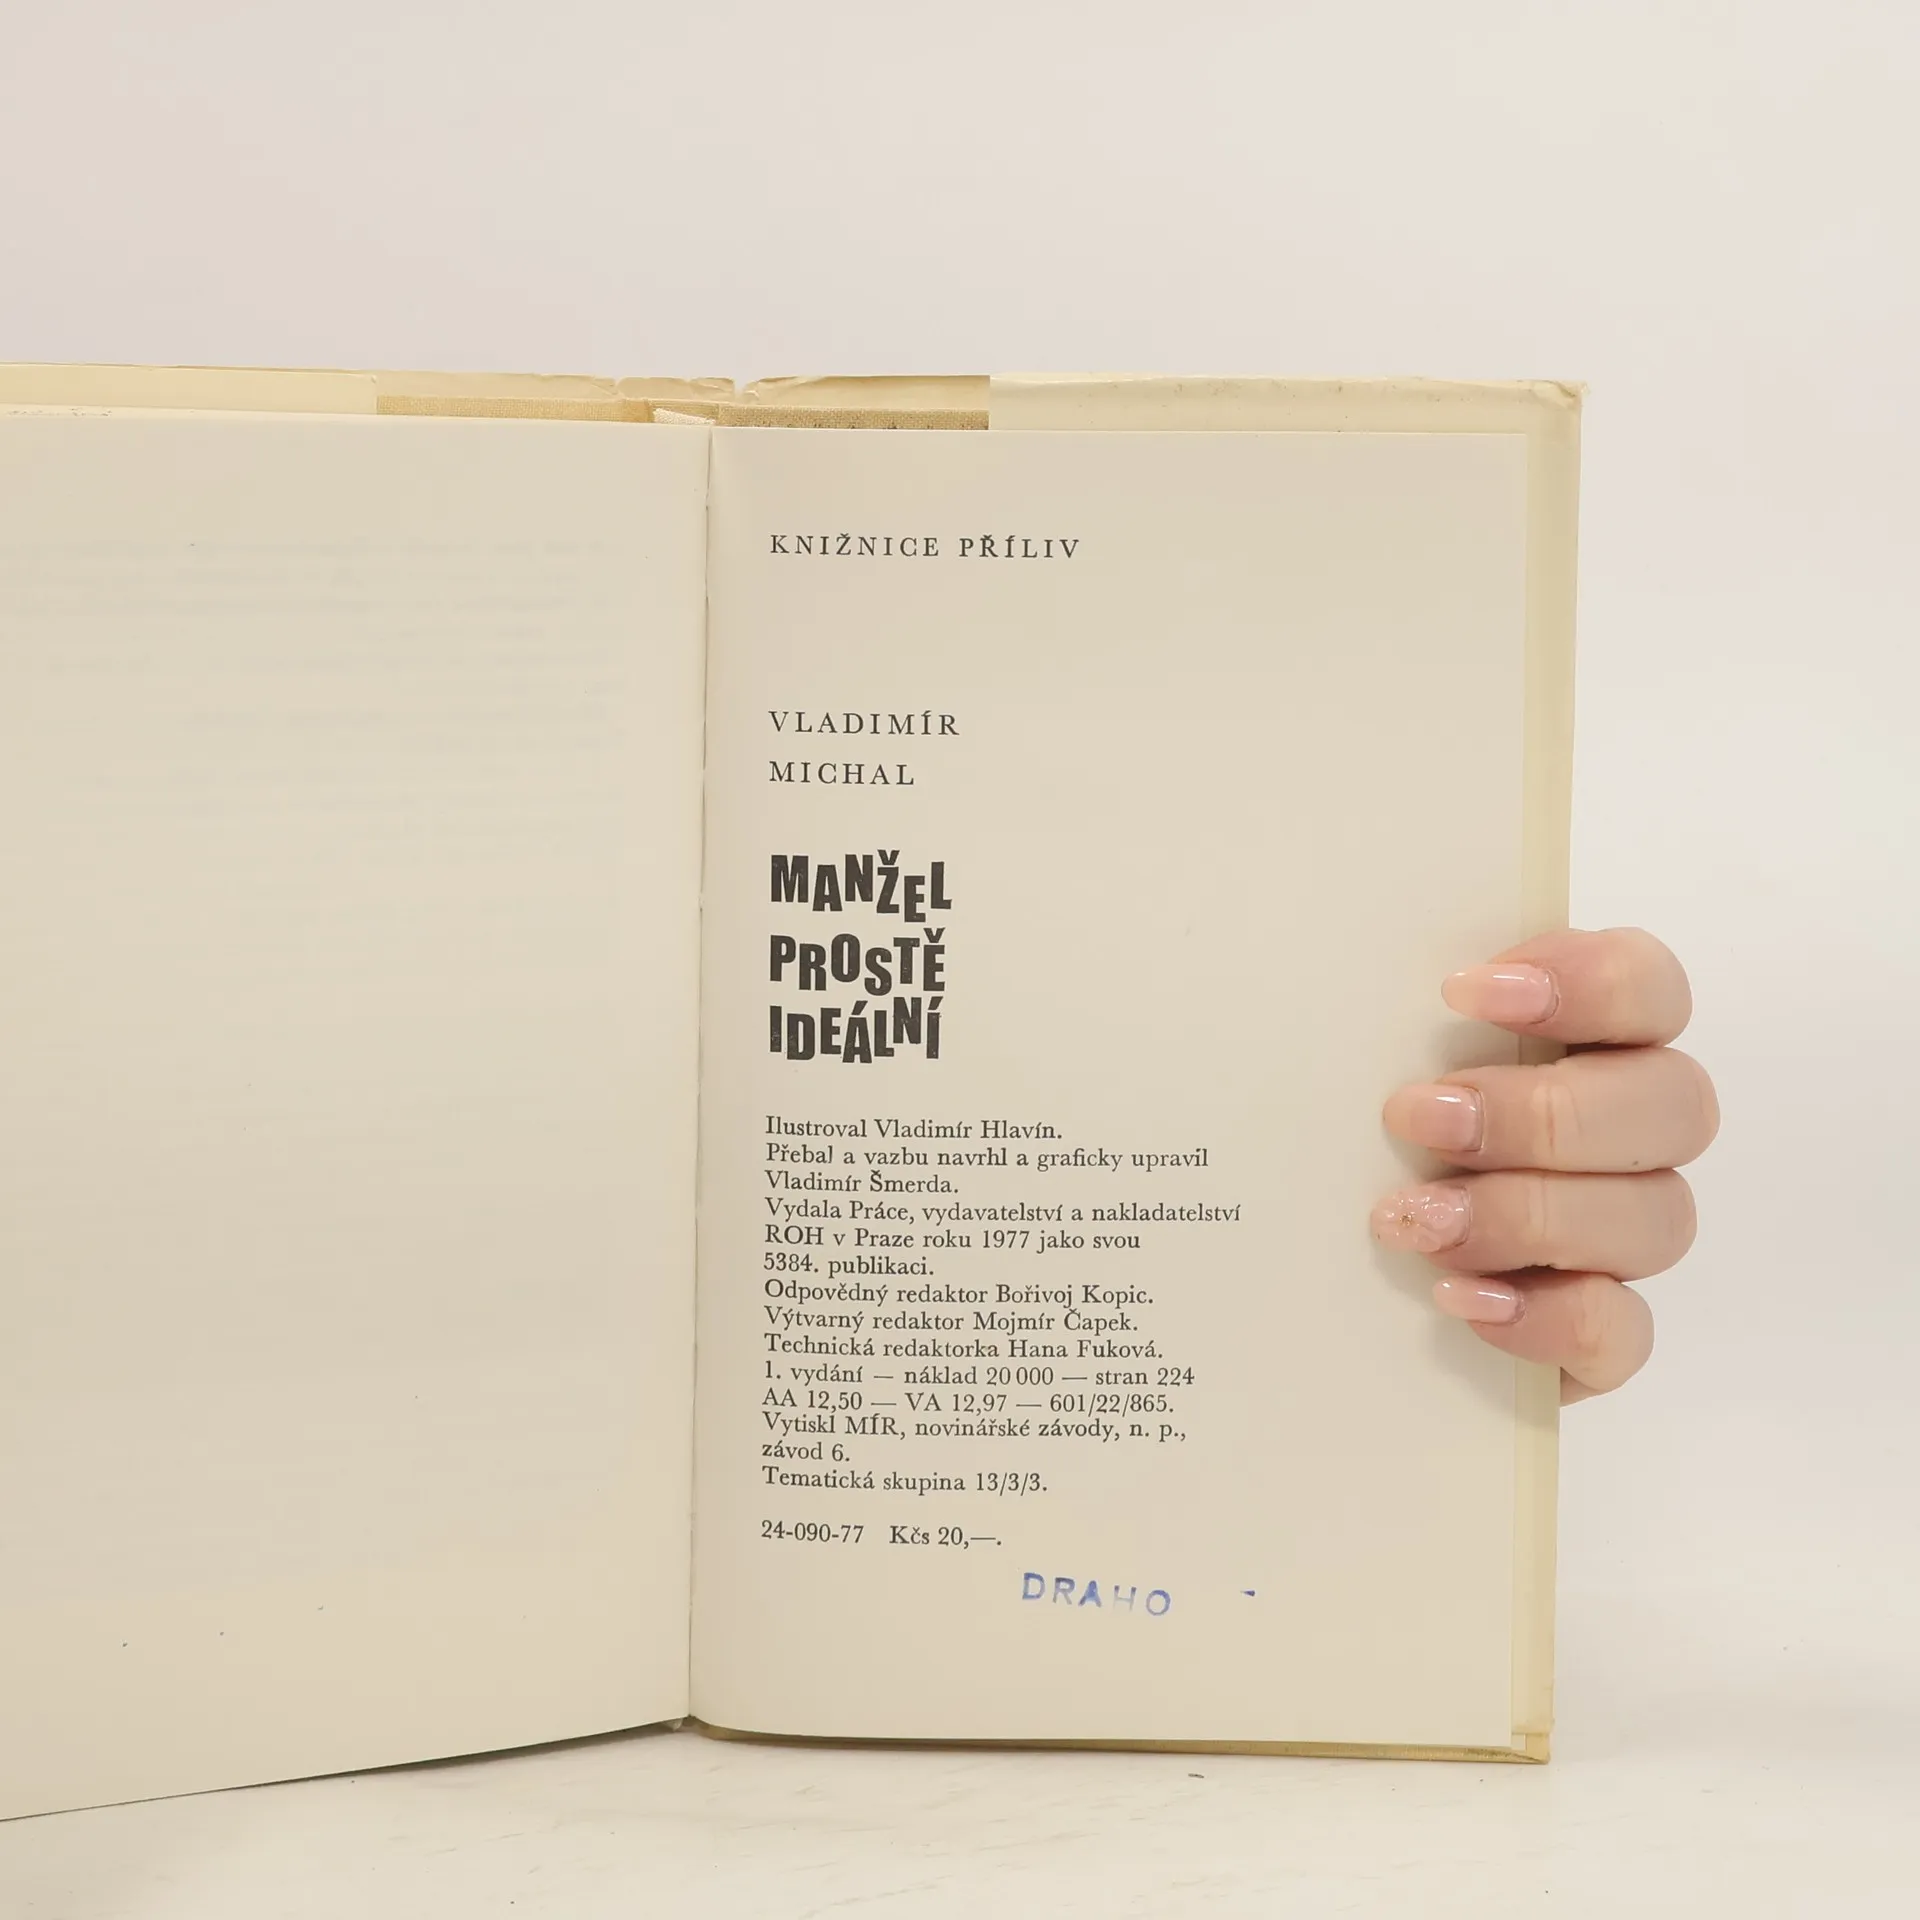 KNIŽNICE PŘÍLIV
VLADIMÍR
MICHAL
MANŽEL
PROSTĚ
IDEÁLNÍ
Ilustroval Vladimír Hlavín.
Přebal a vazbu navrhl a graficky upravil
Vladimír Šmerda.
Vydala Práce, vydavatelství a nakladatelství
ROH v Praze roku 1977 jako svou
5384. publikaci.
Odpovědný redaktor Bořivoj Kopic.
Výtvarný redaktor Mojmír Čapek.
Technická redaktorka Hana Fuková.
1. vydání — náklad 20 000 — stran 224
AA 12,50 — VA 12,97 — 601/22/865.
Vytiskl MÍR, novinářské závody, n. p.,
závod 6.
Tematická skupina 13/3/3.
24-090-77 Kčs 20,—.
DRAHO -